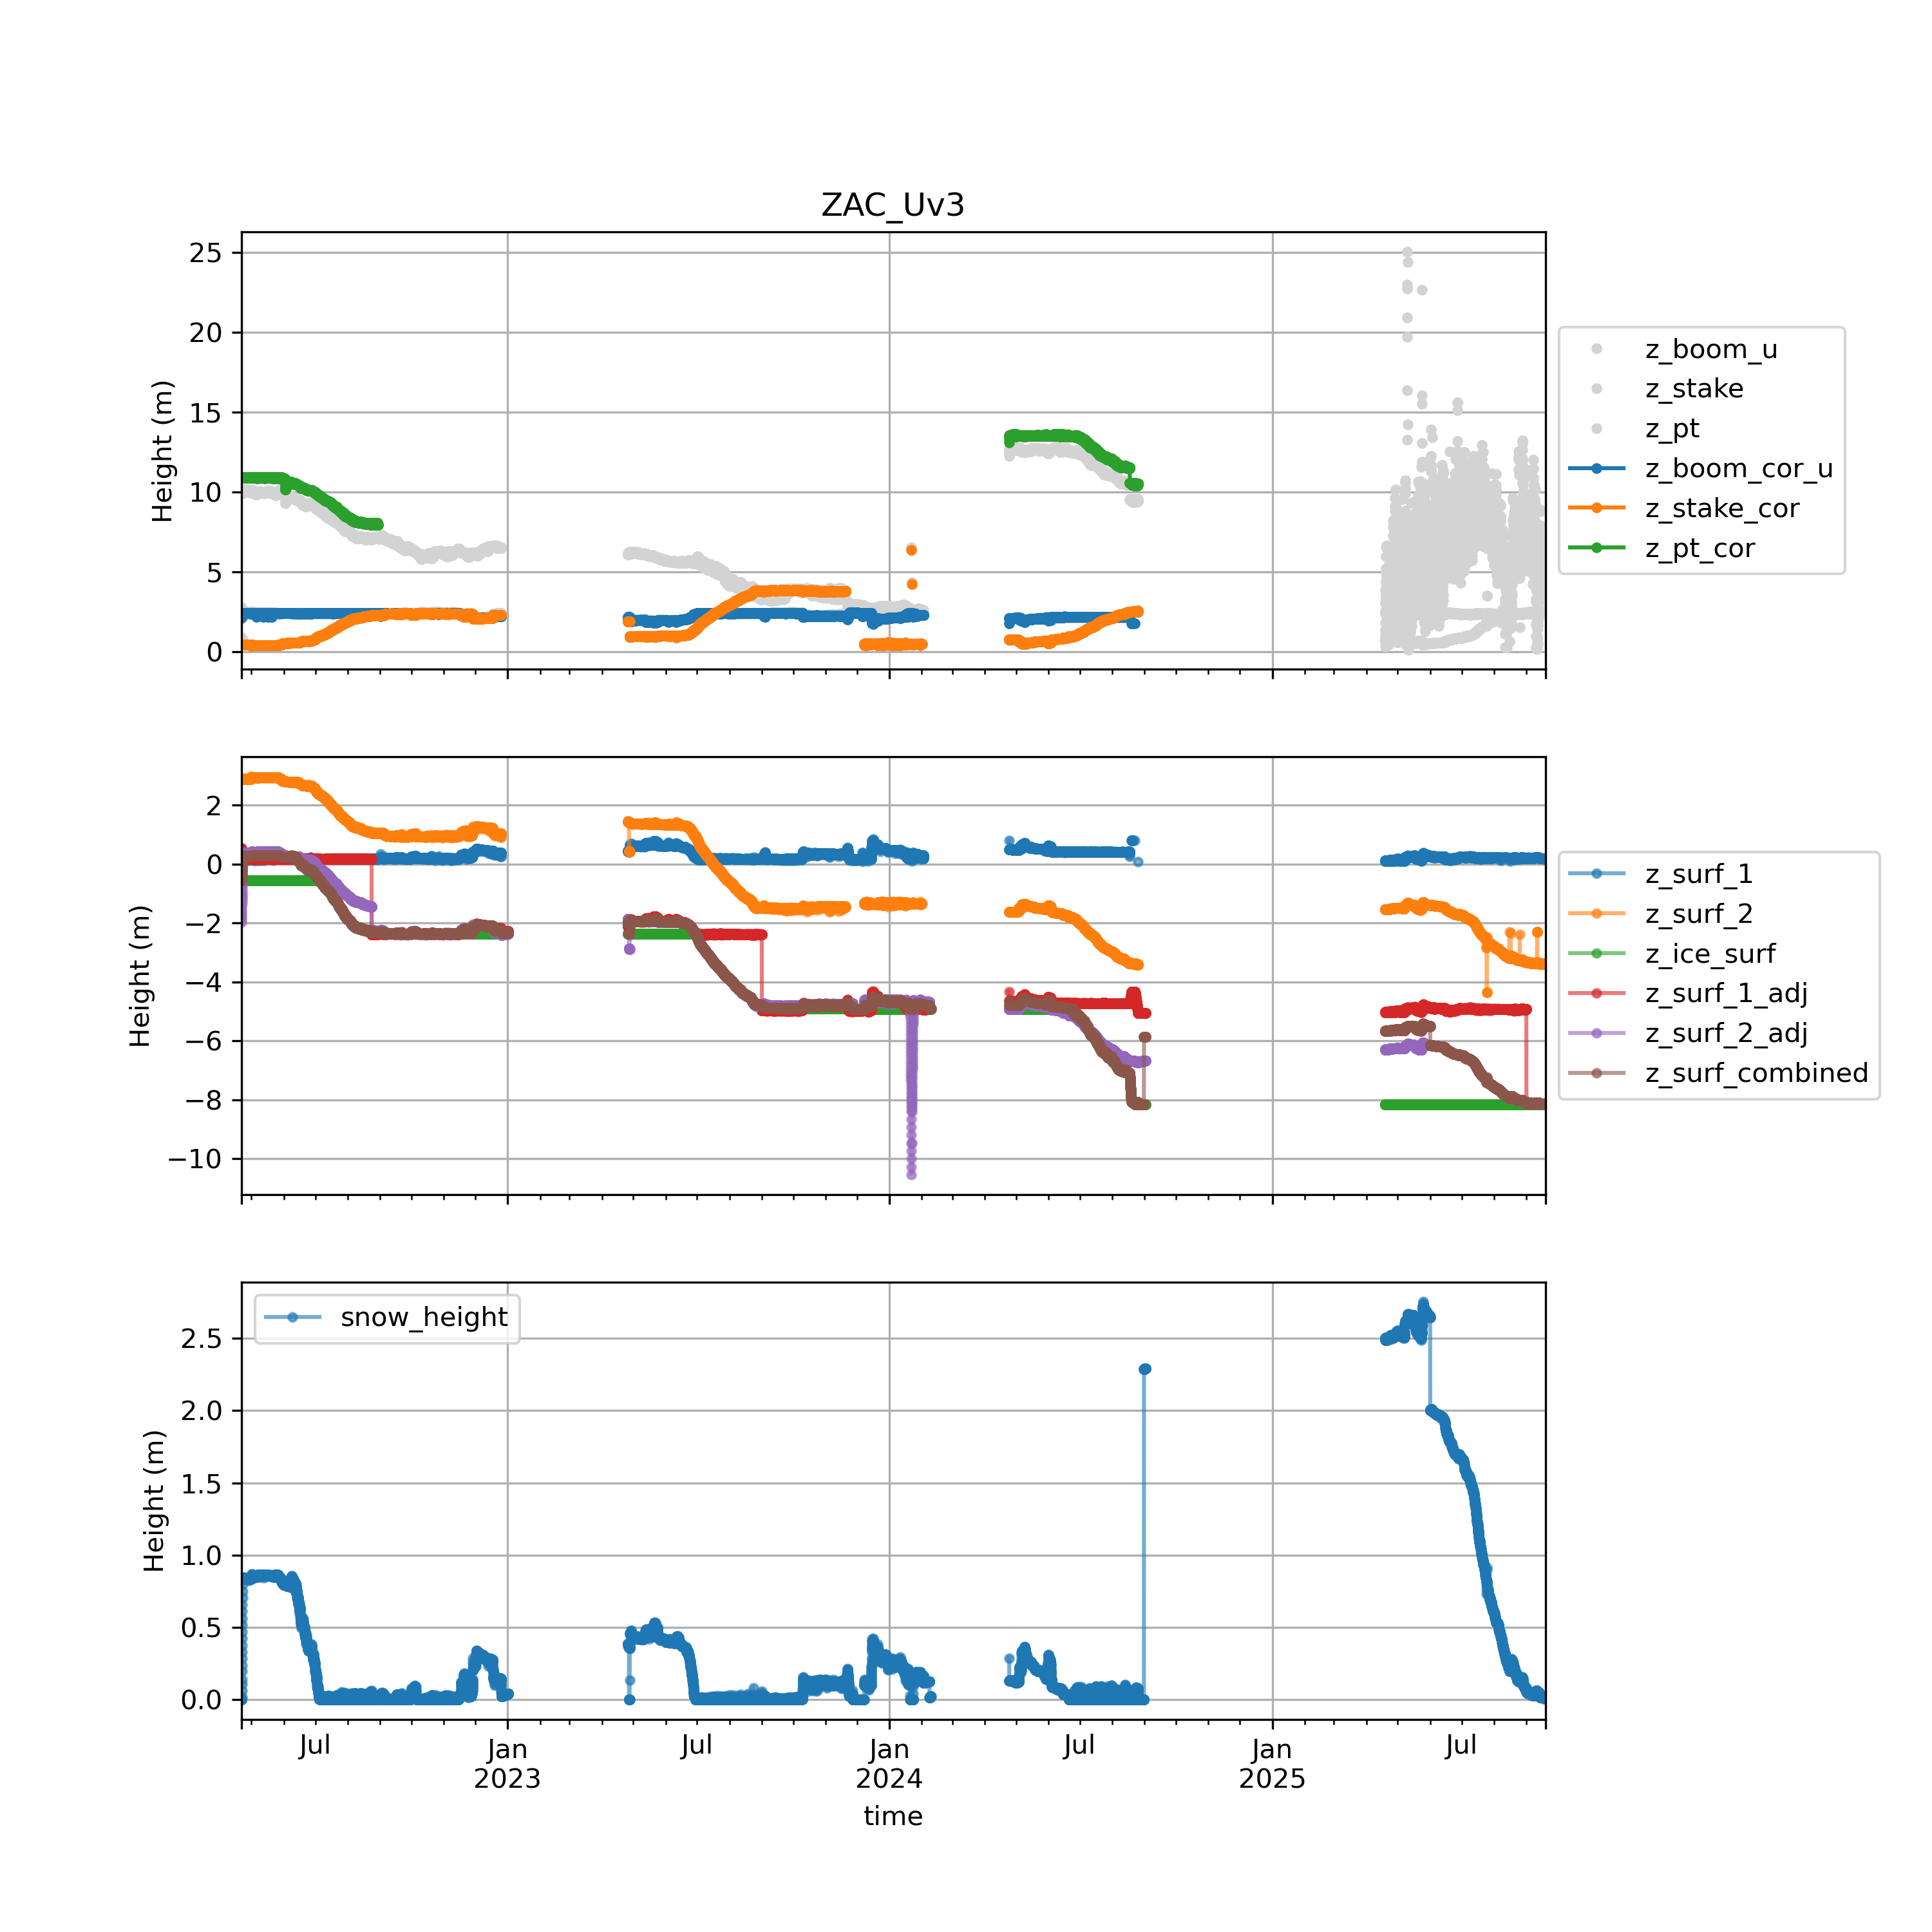 ZAC_Uv3
25
20
15
10
5
0
Height (m)
z_boom_u
z_stake
z_pt
z_boom_cor_u
z_stake_cor
z_pt_cor
2
0
−2
−4
−6
−8
−10
Height (m)
z_surf_1
z_surf_2
z_ice_surf
z_surf_1_adj
z_surf_2_adj
z_surf_combined
snow_height
2.5
2.0
1.5
1.0
0.5
0.0
Height (m)
Jul Jan Jul Jan Jul Jan Jul
2023 2024 2025
time